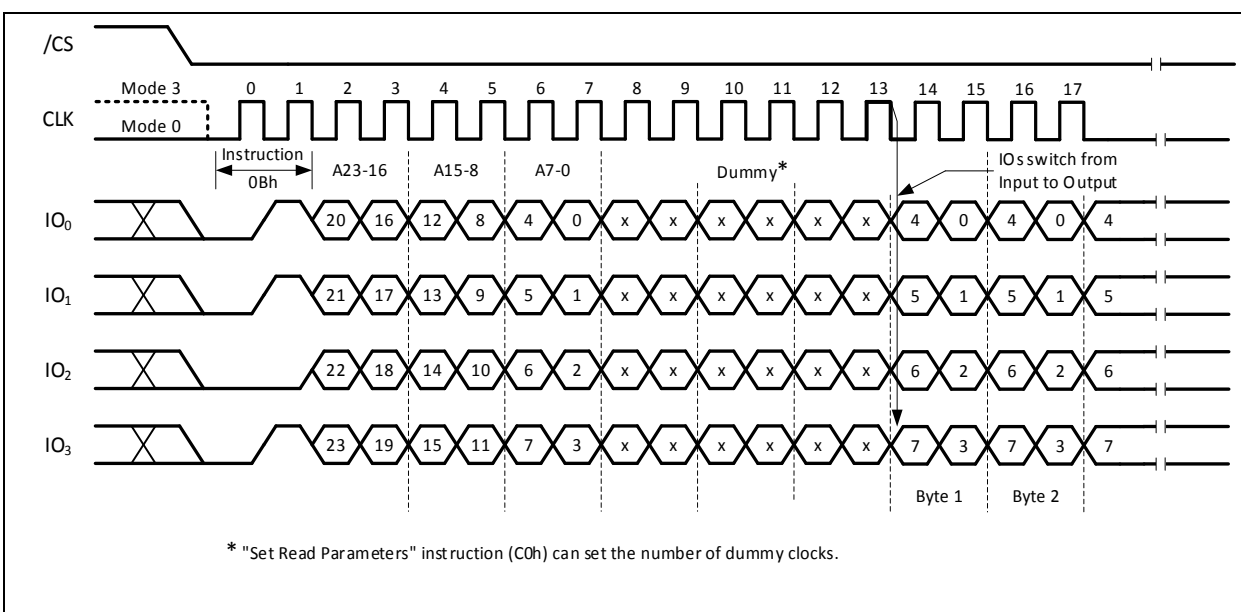 /CS
Mode 3 0 1 2 3 4 5 6 7 8 9 10 11 12 13 14 15 16 17
CLK
Mode 0
Instruction
0Bh
A23-16 A15-8 A7-0 Dummy*
IOs switch from
Input to Output
IO0 20 16 12 8 4 0 x x x x x x 4 0 4 0 4
IO1 21 17 13 9 5 1 x x x x x x 5 1 5 1 5
IO2 22 18 14 10 6 2 x x x x x x 6 2 6 2 6
IO3 23 19 15 11 7 3 x x x x x x 7 3 7 3 7
Byte 1 Byte 2
* "Set Read Parameters" instruction (C0h) can set the number of dummy clocks.